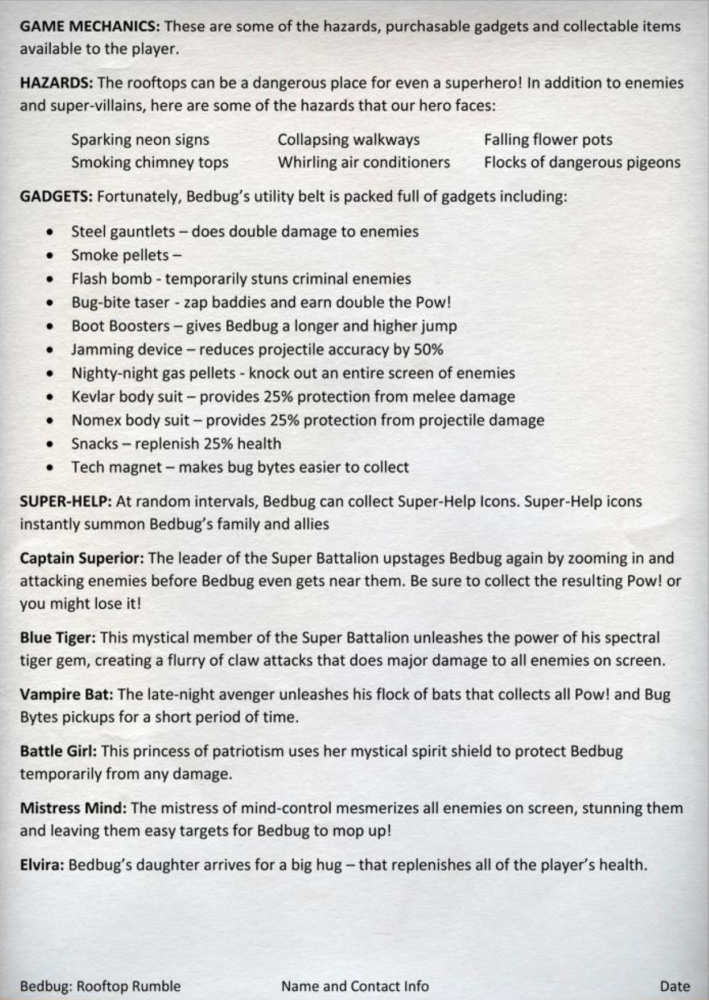 GAME MECHANICS: These are some of the hazards, purchasable gadgets and collectable items
available to the player.
HAZARDS: The rooftops can be a dangerous place for even a superhero! In addition to enemies
and super-villains, here are some of the hazards that our hero faces:
Sparking neon signs Collapsing walkways Falling flower pots
Smoking chimney tops Whirling air conditioners Flocks of dangerous pigeons
GADGETS: Fortunately, Bedbug’s utility belt is packed full of gadgets including:
• Steel gauntlets – does double damage to enemies
• Smoke pellets –
• Flash bomb - temporarily stuns criminal enemies
• Bug-bite taser - zap baddies and earn double the Pow!
• Boot Boosters – gives Bedbug a longer and higher jump
• Jamming device – reduces projectile accuracy by 50%
• Nighty-night gas pellets - knock out an entire screen of enemies
• Kevlar body suit – provides 25% protection from melee damage
• Nomex body suit – provides 25% protection from projectile damage
• Snacks – replenish 25% health
• Tech magnet – makes bug bytes easier to collect
SUPER-HELP: At random intervals, Bedbug can collect Super-Help Icons. Super-Help icons
instantly summon Bedbug’s family and allies
Captain Superior: The leader of the Super Battalion upstages Bedbug again by zooming in and
attacking enemies before Bedbug even gets near them. Be sure to collect the resulting Pow! or
you might lose it!
Blue Tiger: This mystical member of the Super Battalion unleashes the power of his spectral
tiger gem, creating a flurry of claw attacks that does major damage to all enemies on screen.
Vampire Bat: The late-night avenger unleashes his flock of bats that collects all Pow! and Bug
Bytes pickups for a short period of time.
Battle Girl: This princess of patriotism uses her mystical spirit shield to protect Bedbug
temporarily from any damage.
Mistress Mind: The mistress of mind-control mesmerizes all enemies on screen, stunning them
and leaving them easy targets for Bedbug to mop up!
Elvira: Bedbug’s daughter arrives for a big hug – that replenishes all of the player’s health.
Bedbug: Rooftop Rumble Name and Contact Info Date